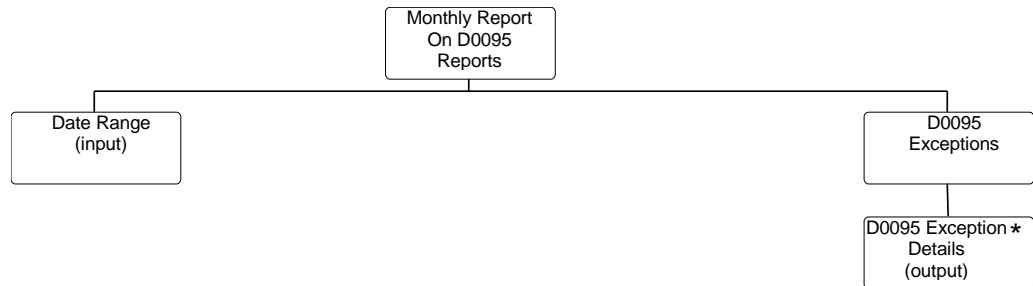 Monthly Report
On D0095
Reports
Date Range
(input)
D0095
Exceptions
D0095 Exception *
Details
(output)